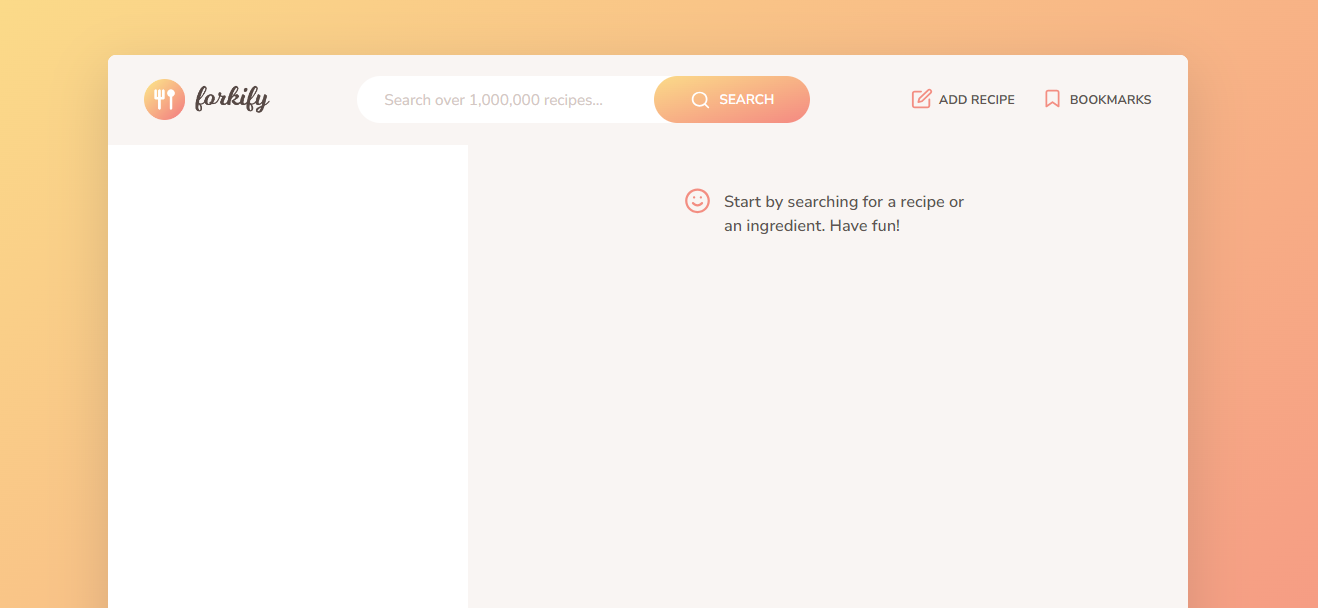 forkify
Search over 1,000,000 recipes...
SEARCH
ADD RECIPE
BOOKMARKS
Start by searching for a recipe or
an ingredient. Have fun!